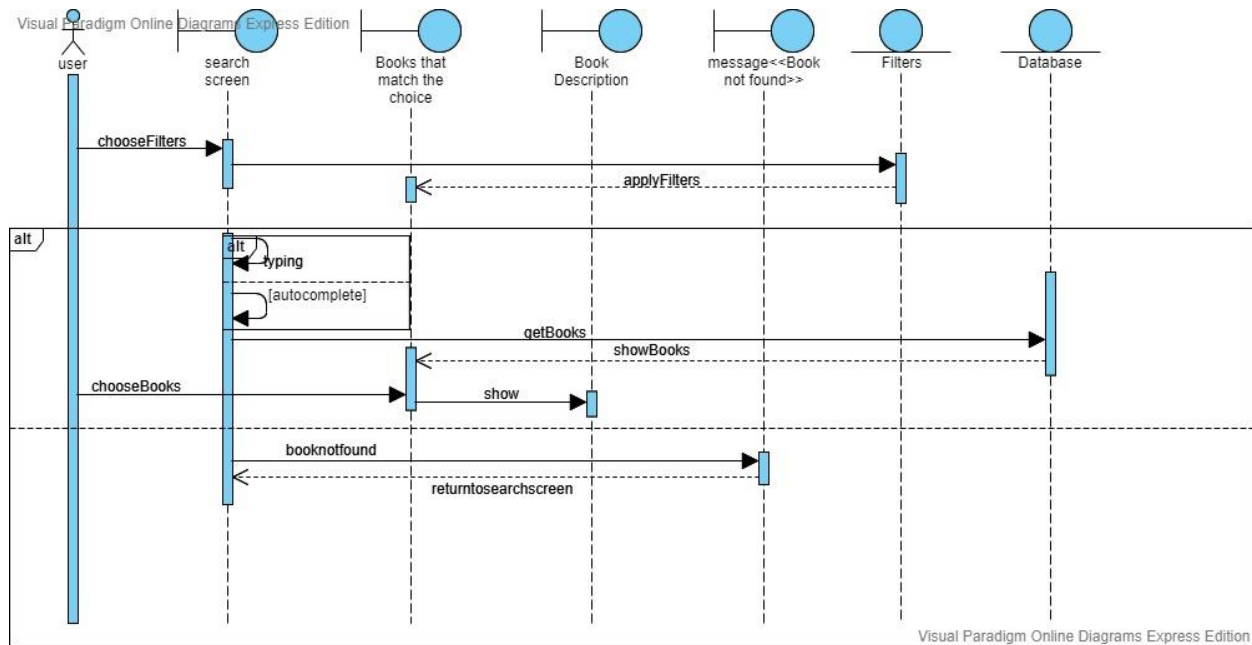 Visual Paradigm Online Diagrams Express Edition
user
search
screen
Books that
match the
choice
Book
Description
message<<Book
not found>>
Filters
Database
chooseFilters
applyFilters
alt
alt
typing
[autocomplete]
getBooks
showBooks
chooseBooks
show
booknotfound
returntosearchscreen
Visual Paradigm Online Diagrams Express Edition